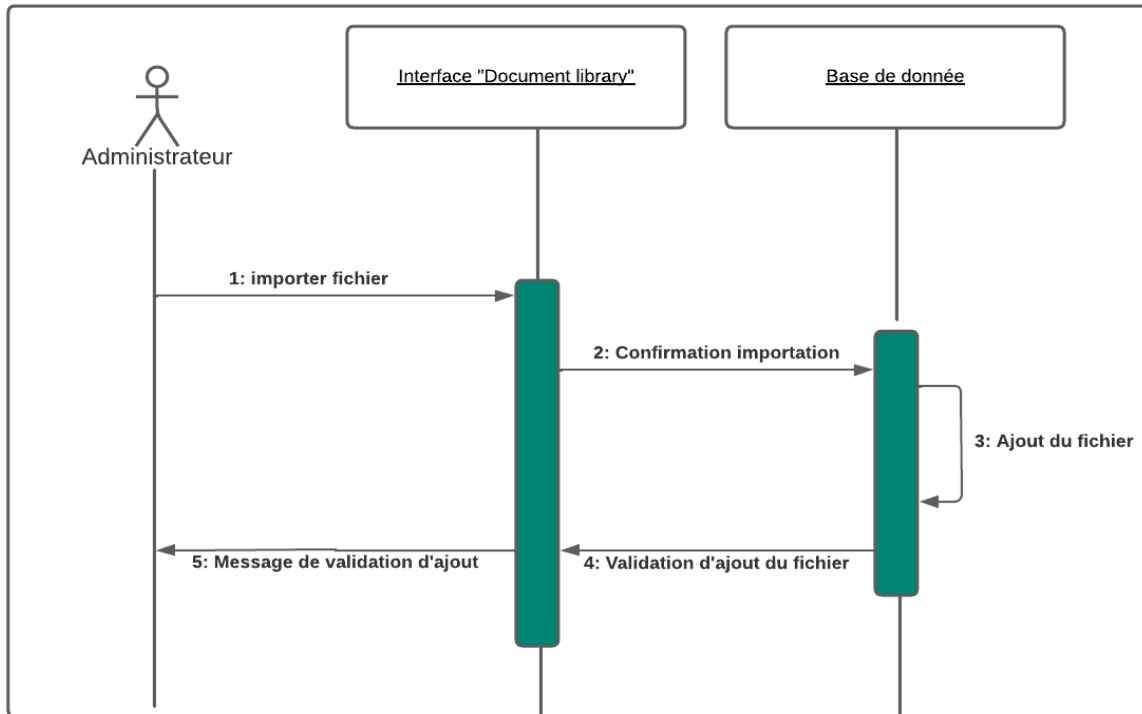 Interface "Document library"
Base de donnée
Administrateur
1: importer fichier
2: Confirmation importation
3: Ajout du fichier
5: Message de validation d'ajout
4: Validation d'ajout du fichier